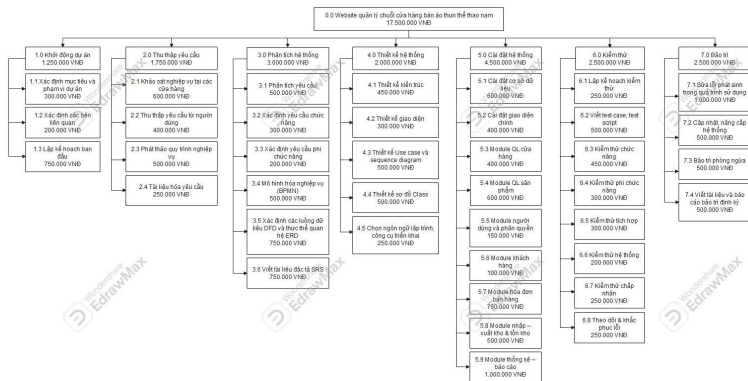 0.0 Website quản lý chuỗi cửa hàng bán áo thun thể thao nam
17.500.000 VNĐ
1.0 Khởi động dự án
1.250.000 VNĐ
1.1 Xác định mục tiêu và
phạm vi dự án
300.000 VNĐ
1.2 Xác định các bên
liên quan
200.000 VNĐ
1.3 Lập kế hoạch ban
đầu
750.000 VNĐ
2.0 Thu thập yêu cầu
1.750.000 VNĐ
2.1 Khảo sát nghiệp vụ tại các
cửa hàng
600.000 VNĐ
2.2 Thu thập yêu cầu từ người
dùng
400.000 VNĐ
2.3 Phát thảo quy trình nghiệp
vụ
500.000 VNĐ
2.4 Tài liệu hóa yêu cầu
250.000 VNĐ
3.0 Phân tích hệ thống
3.000.000 VNĐ
3.1 Phân tích yêu cầu
500.000 VNĐ
3.2 Xác định yêu cầu chức
năng
300.000 VNĐ
3.3 Xác định yêu cầu phi
chức năng
200.000 VNĐ
3.4 Mô hình hóa nghiệp vụ
(BPMN)
500.000 VNĐ
3.5 Xác định các luồng dữ
liệu DFD và thực thể quan
hệ ERD
750.000 VNĐ
3.6 Viết tài liệu đặc tả SRS
750.000 VNĐ
4.0 Thiết kế hệ thống
2.000.000 VNĐ
4.1 Thiết kế kiến trúc
450.000 VNĐ
4.2 Thiết kế giao diện
300.000 VNĐ
4.3 Thiết kế Use case và
sequence diagram
500.000 VNĐ
4.4 Thiết kế sơ đồ Class
500.000 VNĐ
4.5 Chọn ngôn ngữ lập trình,
công cụ triển khai
250.000 VNĐ
5.0 Cài đặt hệ thống
4.500.000 VNĐ
5.1 Cài đặt cơ sở dữ
liệu
600.000 VNĐ
5.2 Cài đặt giao diện
chính
400.000 VNĐ
5.3 Module QL cửa
hàng
400.000 VNĐ
5.4 Module QL sản
phẩm
600.000 VNĐ
5.5 Module người
dùng và phân quyền
150.000 VNĐ
5.6 Module khách
hàng
100.000 VNĐ
5.7 Module hóa đơn
bán hàng
750.000 VNĐ
5.8 Module nhập –
xuất kho & tồn kho
500.000 VNĐ
5.9 Module thống kê –
báo cáo
1.000.000 VNĐ
6.0 Kiểm thử
2.500.000 VNĐ
6.1 Lập kế hoạch kiểm
thử
250.000 VNĐ
6.2 Viết test case, test
script
500.000 VNĐ
6.3 Kiểm thử chức
năng
450.000 VNĐ
6.4 Kiểm thử phi chức
năng
300.000 VNĐ
6.5 Kiểm thử tích hợp
300.000 VNĐ
6.6 Kiểm thử hệ thống
200.000 VNĐ
6.7 Kiểm thử chấp
nhận
250.000 VNĐ
6.8 Theo dõi & khắc
phục lỗi
250.000 VNĐ
7.0 Bảo trì
2.500.000 VNĐ
7.1 Sửa lỗi phát sinh
trong quá trình sử dụng
1.000.000 VNĐ
7.2 Cập nhật, nâng cấp
hệ thống
500.000 VNĐ
7.3 Bảo trì phòng ngừa
500.000 VNĐ
7.4 Viết tài liệu và báo
cáo bảo trì định kỳ
500.000 VNĐ
Wondershare
EdrawMax
Wondershare
EdrawMax
Wondershare
EdrawMax
Wondershare
EdrawMax
Wondershare
EdrawMax
Wondershare
EdrawMax
Wondershare
EdrawMax
Wondershare
EdrawMax